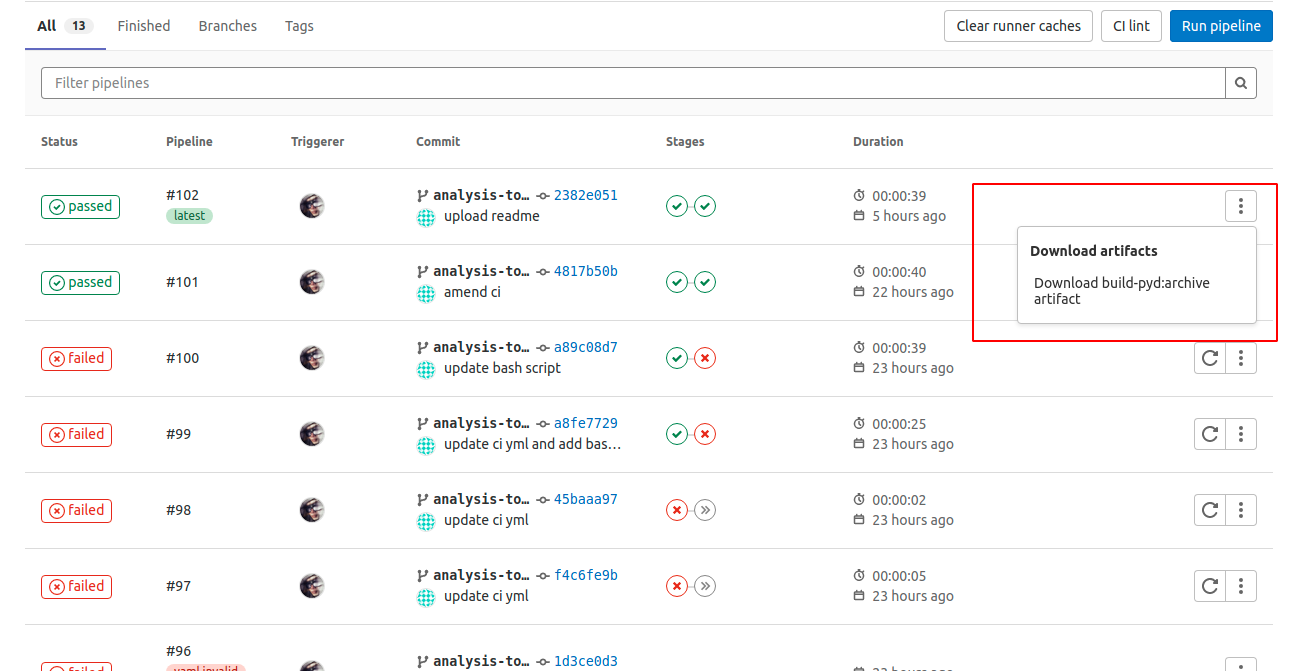 All 13 Finished Branches Tags Clear runner caches CI lint Run pipeline
Filter pipelines
Status Pipeline Triggerer Commit Stages Duration
passed #102 analysis-to... 2382e051 00:00:39
latest upload readme 5 hours ago
Download artifacts
Download build-pyd:archive
artifact
passed #101 analysis-to... 4817b50b 00:00:40
amend ci 22 hours ago
failed #100 analysis-to... a89c08d7 00:00:39
update bash script 23 hours ago
failed #99 analysis-to... a8fe7729 00:00:25
update ci yml and add bas... 23 hours ago
failed #98 analysis-to... 45baaa97 00:00:02
update ci yml 23 hours ago
failed #97 analysis-to... f4c6fe9b 00:00:05
update ci yml 23 hours ago
#96 analysis-to... 1d3ce0d3
failed yaml invalid 23 hours ago